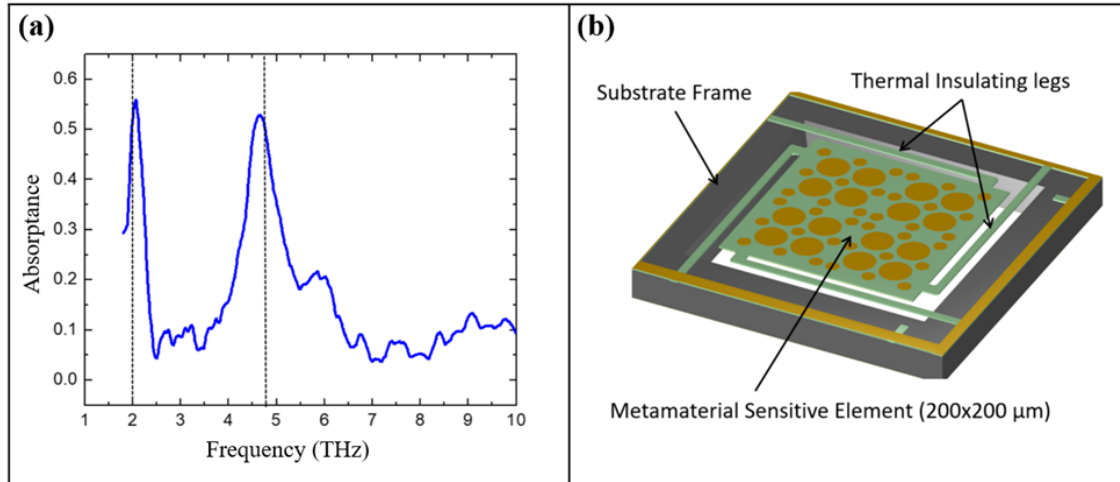 (a)
Absorptance
0.6
0.5
0.4
0.3
0.2
0.1
0.0
1 2 3 4 5 6 7 8 9 10
Frequency (THz)
(b)
Thermal Insulating legs
Substrate Frame
Metamaterial Sensitive Element (200x200 µm)